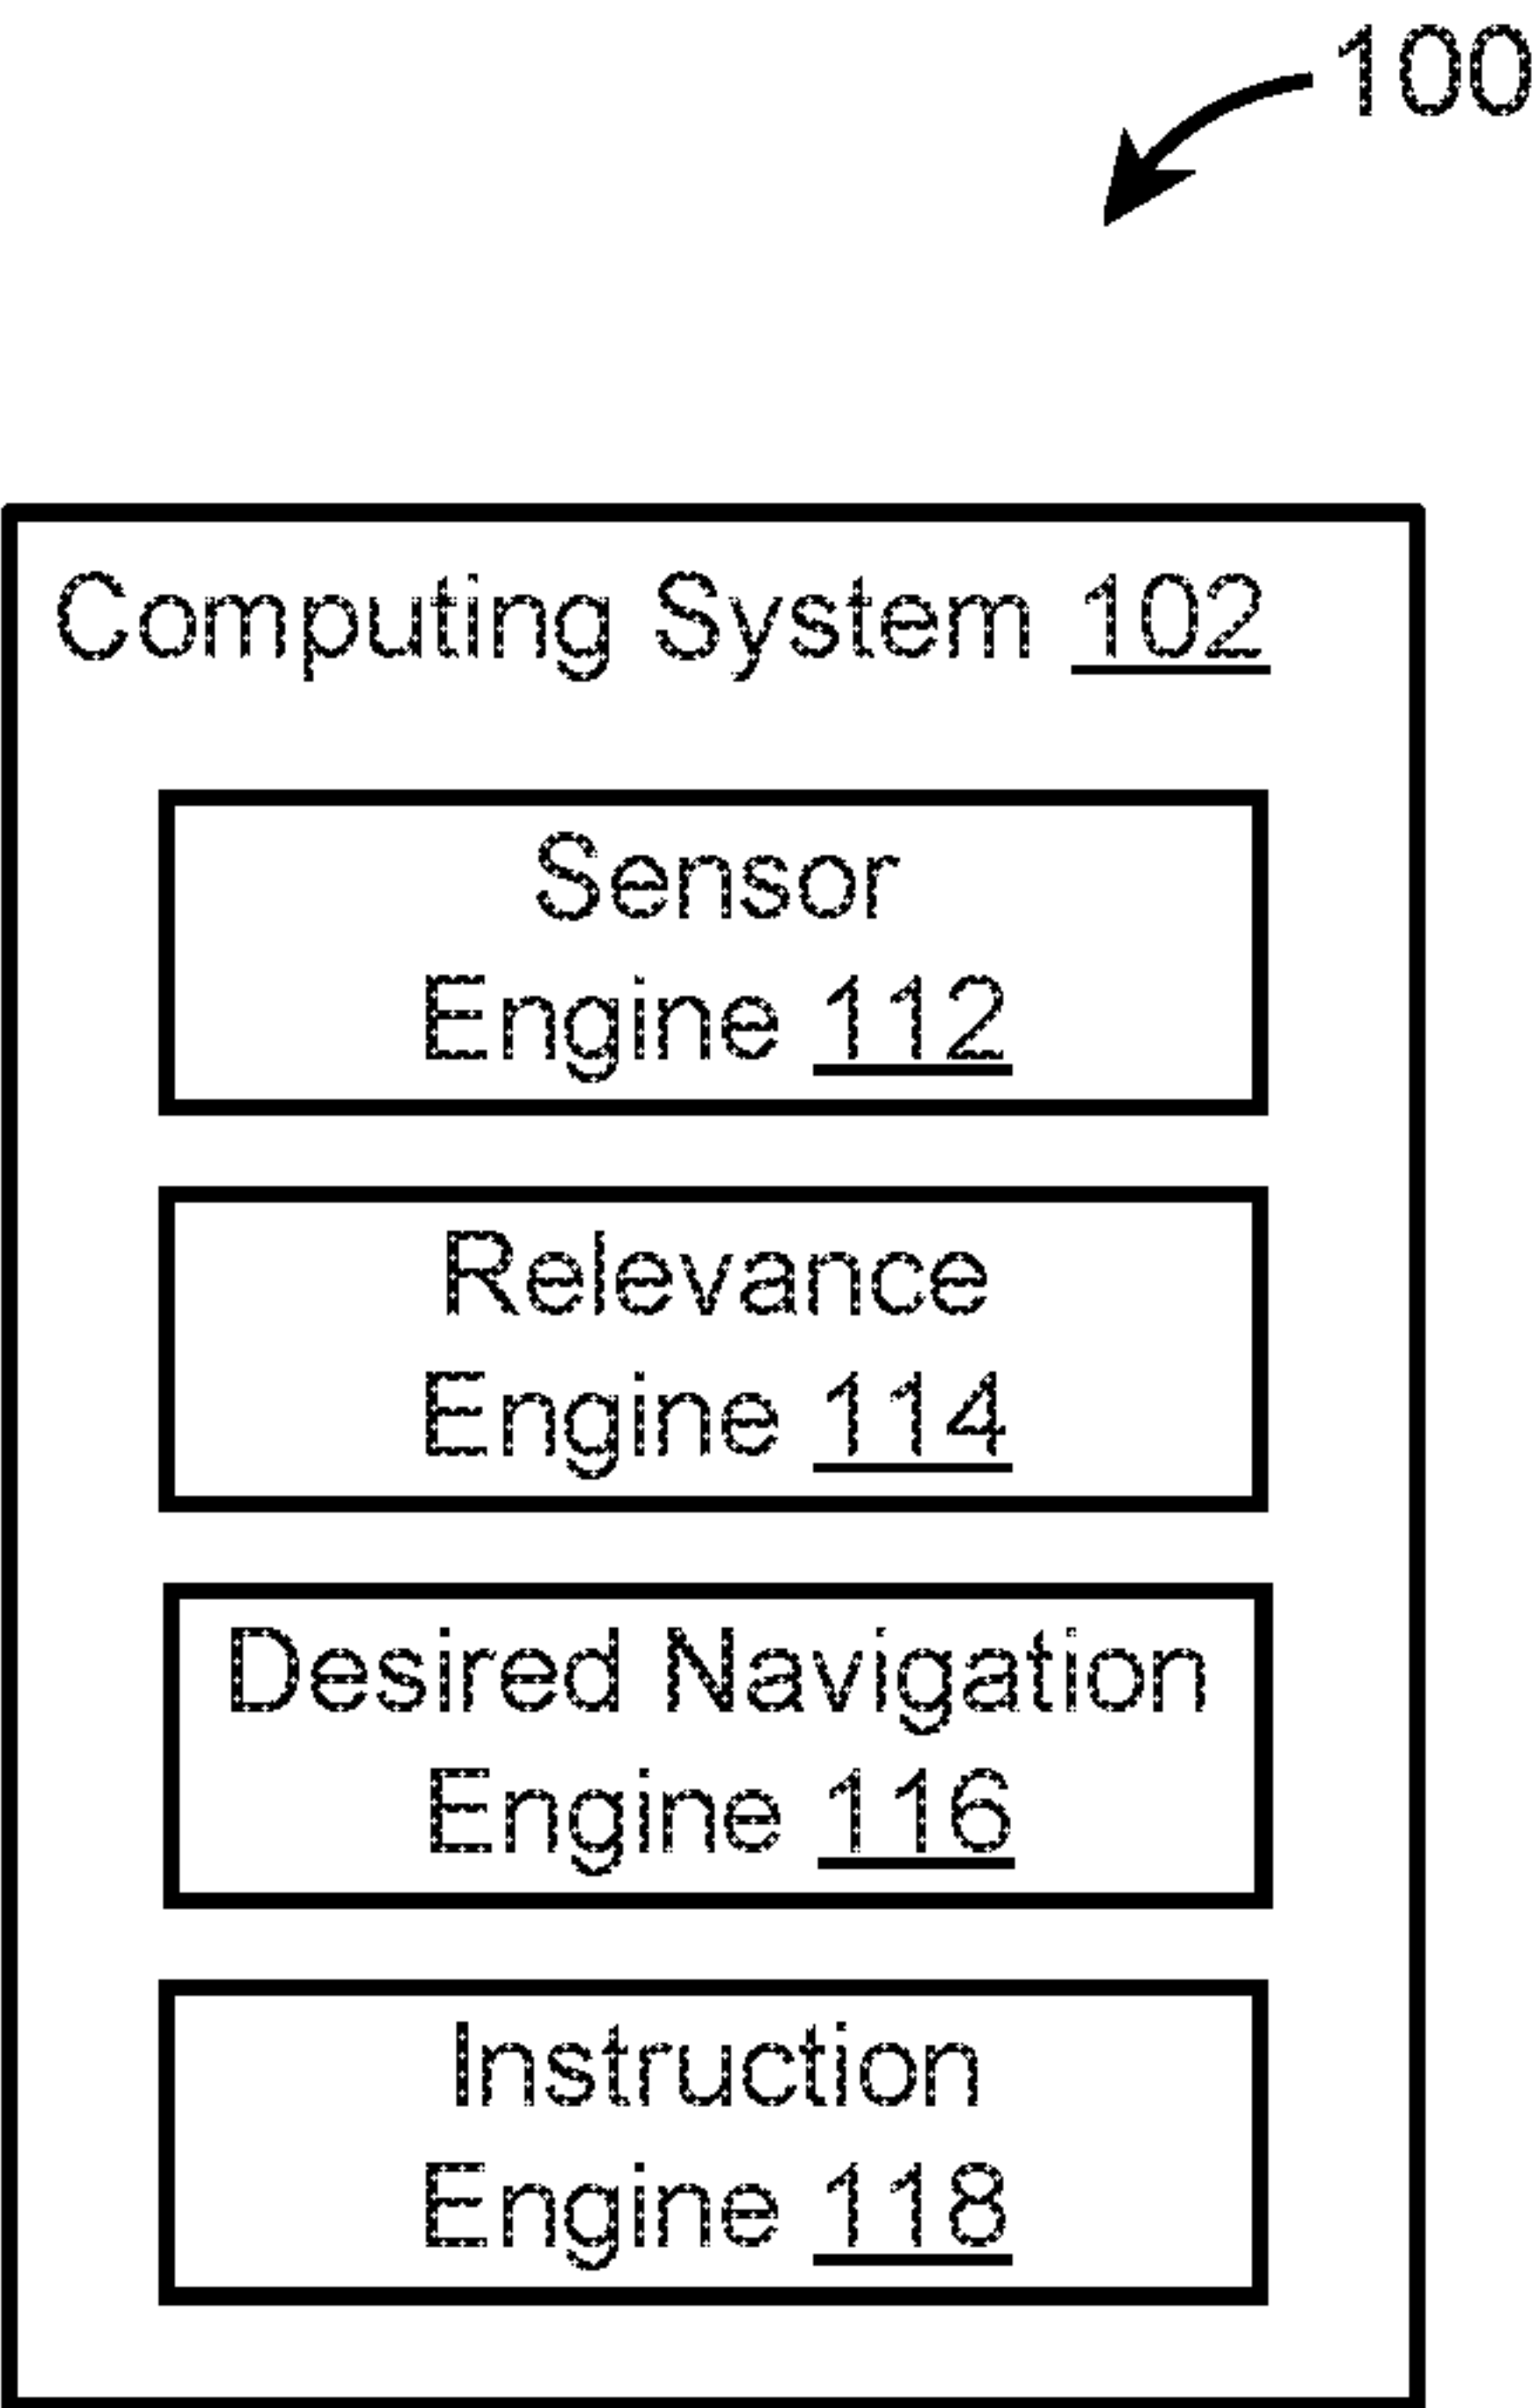 100
Computing System 102
Sensor
Engine 112
Relevance
Engine 114
Desired Navigation
Engine 116
Instruction
Engine 118